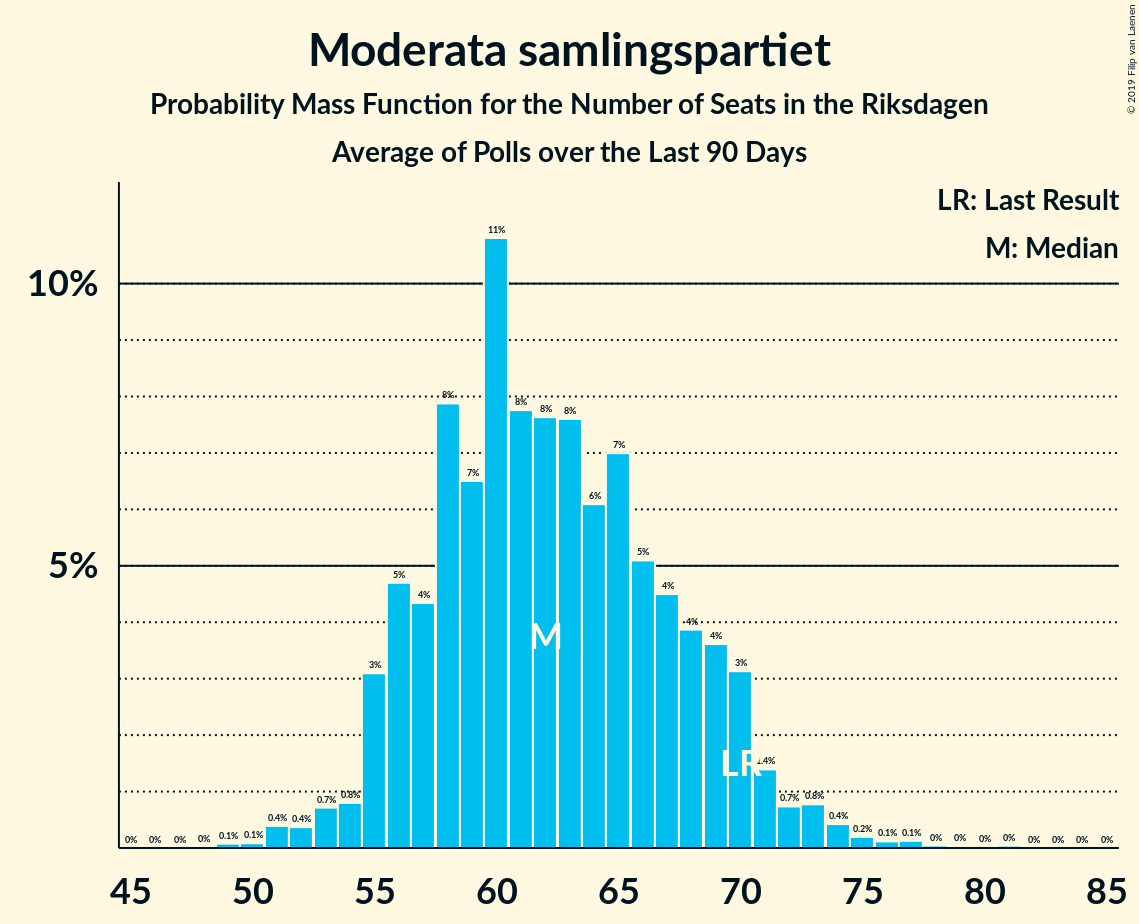 Moderata samlingspartiet
Probability Mass Function for the Number of Seats in the Riksdagen
Average of Polls over the Last 90 Days
© 2019 Filip van Laenen
LR: Last Result
M: Median
10%
5%
0% 0% 0% 0% 0.1% 0.1% 0.4% 0.4% 0.7% 0.8% 3% 5% 4% 8% 7% 11% 8% 8% 8% 6% 7% 5% 4% 4% 4% 3% 1.4% 0.7% 0.8% 0.4% 0.2% 0.1% 0.1% 0% 0% 0% 0% 0% 0% 0% 0%
M
LR
45 50 55 60 65 70 75 80 85